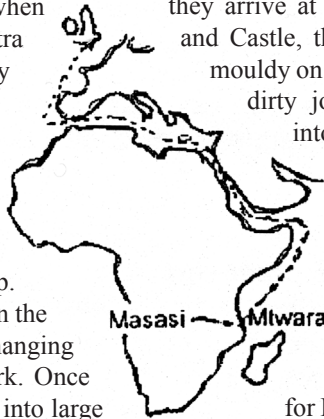 when
they arrive at
tra
and Castle, th
y
mouldy on
dirty jo
into
p.
n the
Masasi
Mtwara
hanging
rk. Once
into large
for